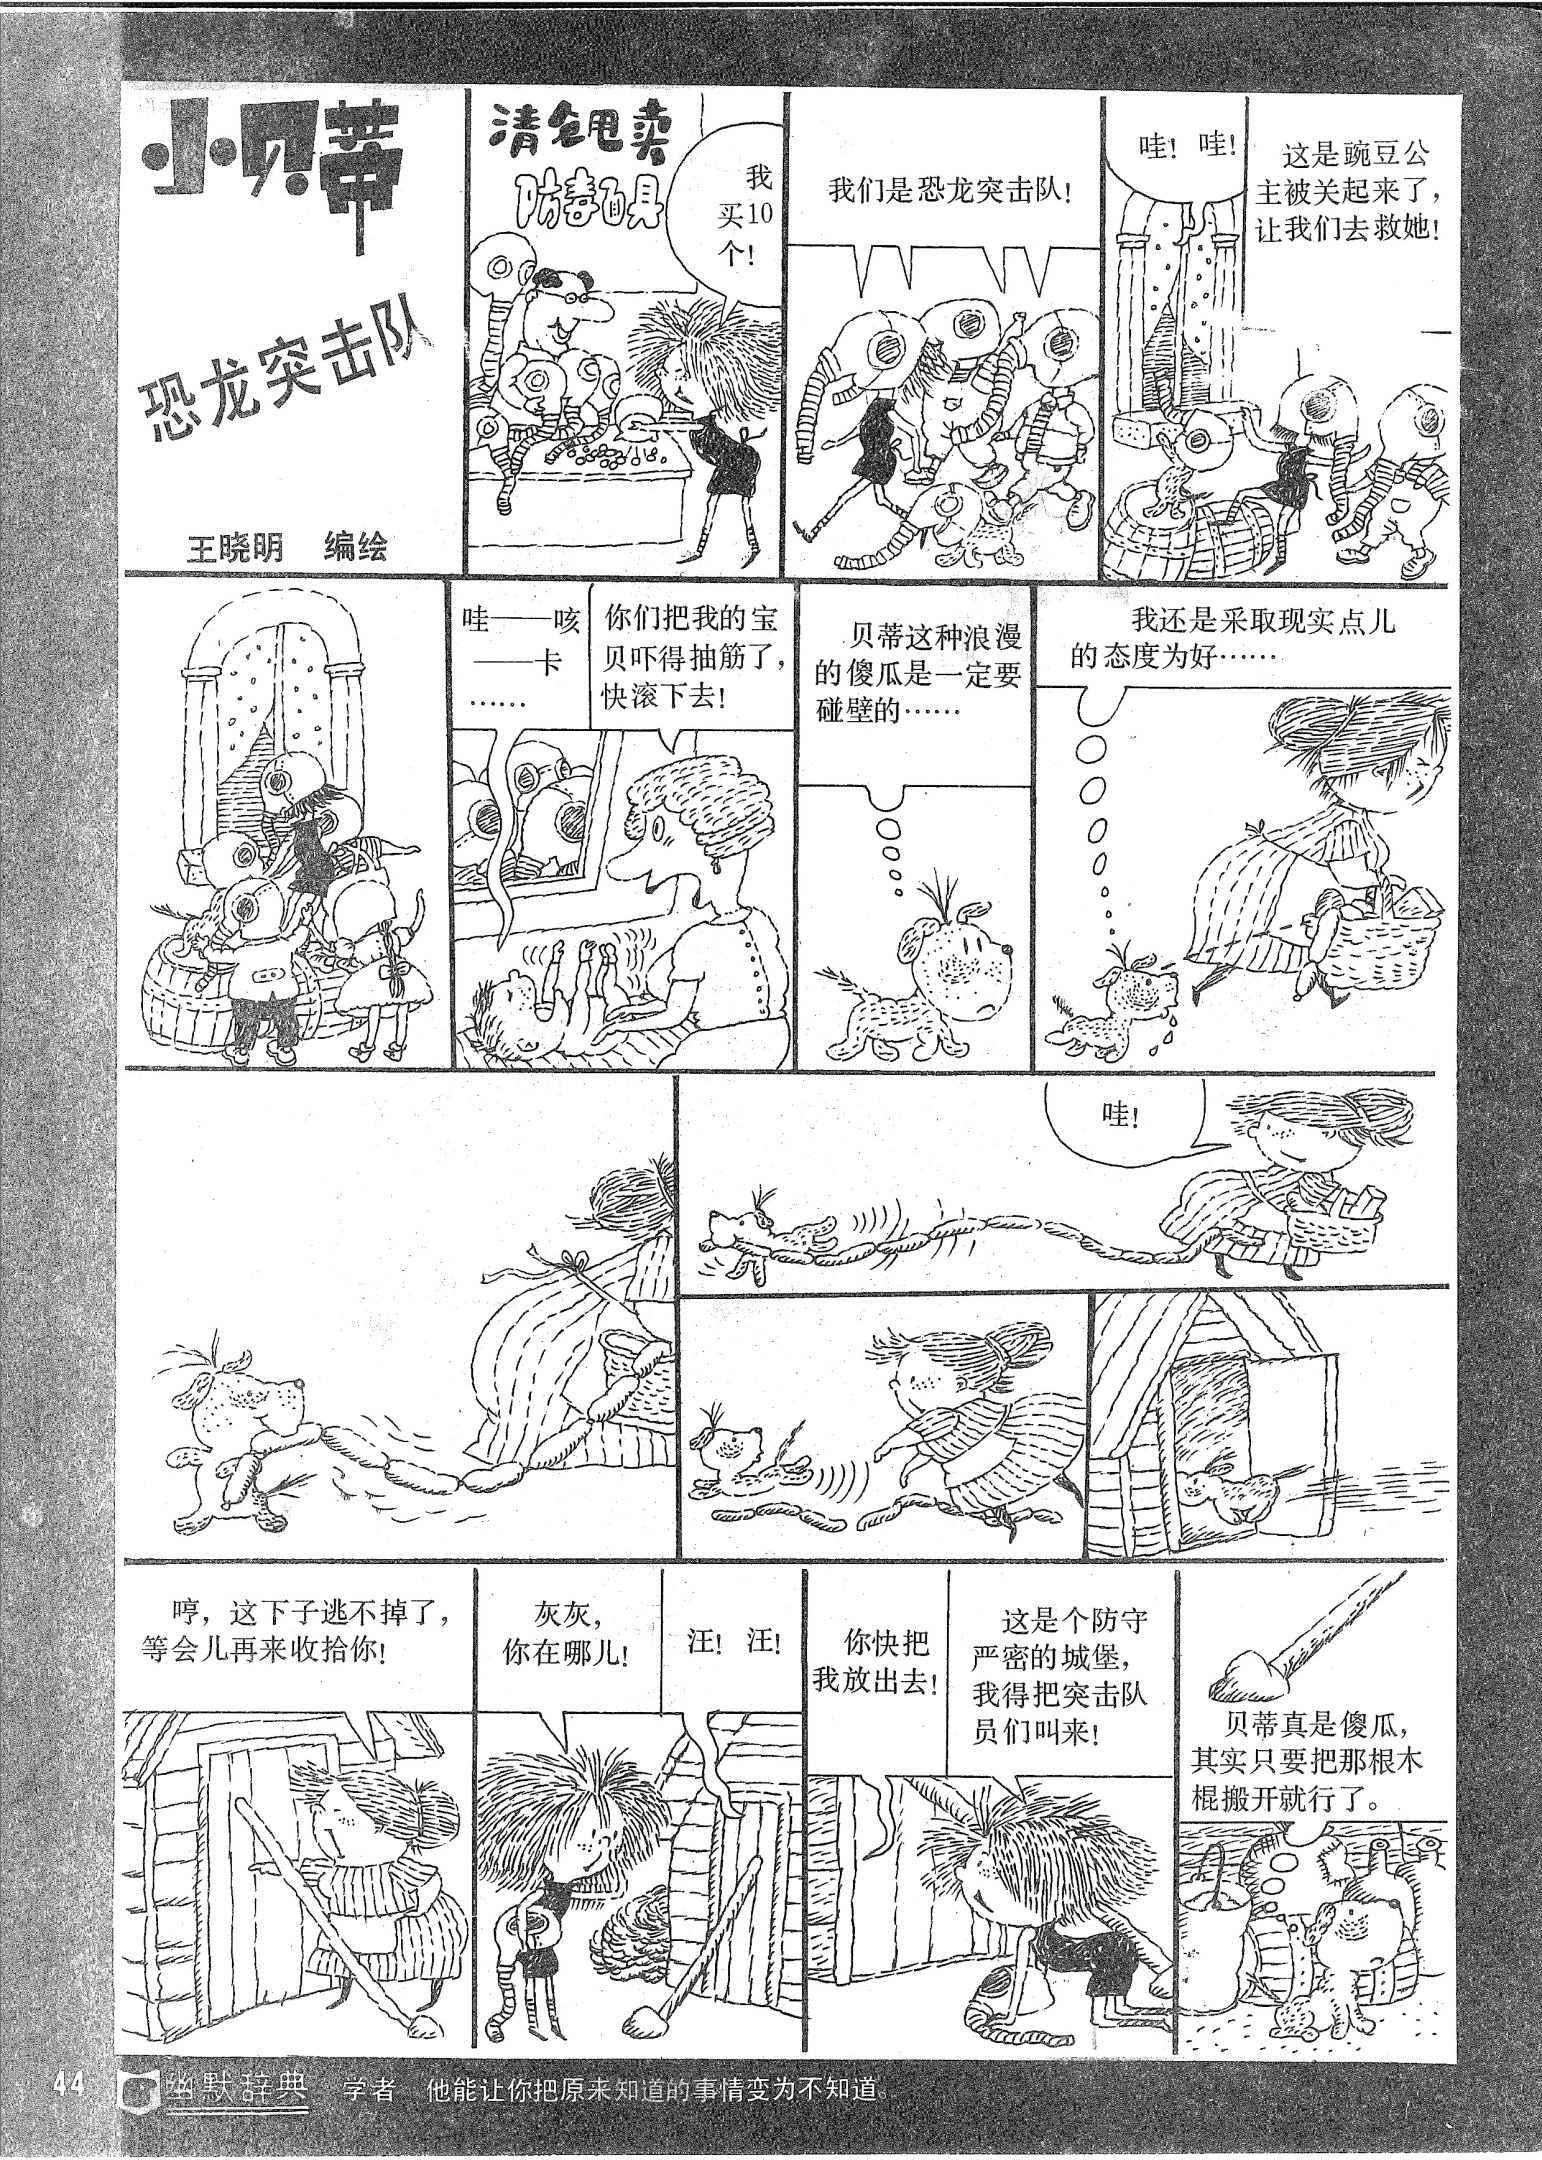 小贝蒂
恐龙突击队
王晓明 编绘
清仓甩卖
防毒面具
我
买10
个!
我们是恐龙突击队!
哇! 哇!
这是豌豆公
主被关起来了,
让我们去救她!
哇——咳
——卡
……
你们把我的宝
贝吓得抽筋了,
快滚下去!
贝蒂这种浪漫
的傻瓜是一定要
碰壁的……
我还是采取现实点儿
的态度为好……
哇!
哼,这下子逃不掉了,
等会儿再来收拾你!
灰灰,
你在哪儿!
汪! 汪!
你快把
我放出去!
这是个防守
严密的城堡,
我得把突击队
员们叫来!
贝蒂真是傻瓜,
其实只要把那根木
棍搬开就行了。
44 幽默辞典 学者 他能让你把原来知道的事情变为不知道。